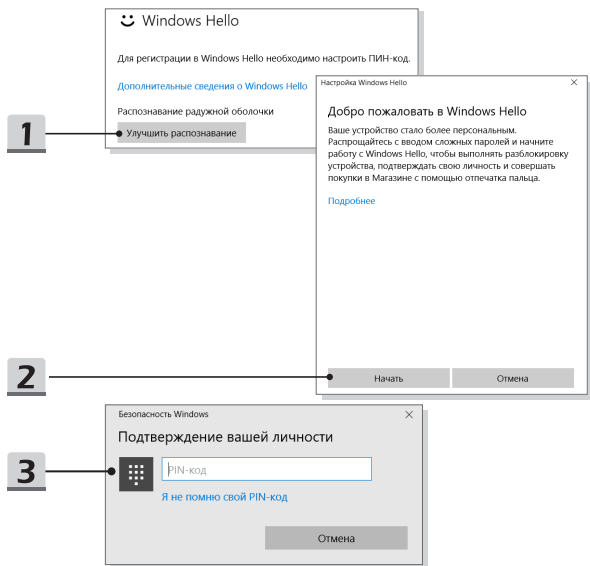 Windows Hello
Для регистрации в Windows Hello необходимо настроить ПИН-код.
Дополнительные сведения о Windows Hello
Распознавание радужной оболочки
1
Улучшить распознавание
Настройка Windows Hello
Добро пожаловать в Windows Hello
Ваше устройство стало более персональным.
Распрощайтесь с вводом сложных паролей и начните
работу с Windows Hello, чтобы выполнять разблокировку
устройства, подтверждать свою личность и совершать
покупки в Магазине с помощью отпечатка пальца.
Подробнее
2
Начать
Отмена
Безопасность Windows
Подтверждение вашей личности
3
PIN-код
Я не помню свой PIN-код
Отмена